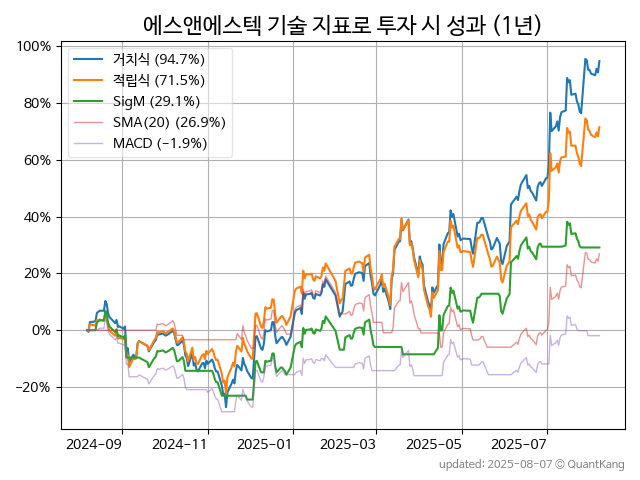 에스앤에스텍 기술 지표로 투자 시 성과 (1년)
100%
80%
60%
40%
20%
0%
−20%
거치식 (94.7%)
적립식 (71.5%)
SigM (29.1%)
SMA(20) (26.9%)
MACD (−1.9%)
2024-09
2024-11
2025-01
2025-03
2025-05
2025-07
updated: 2025-08-07 © QuantKang